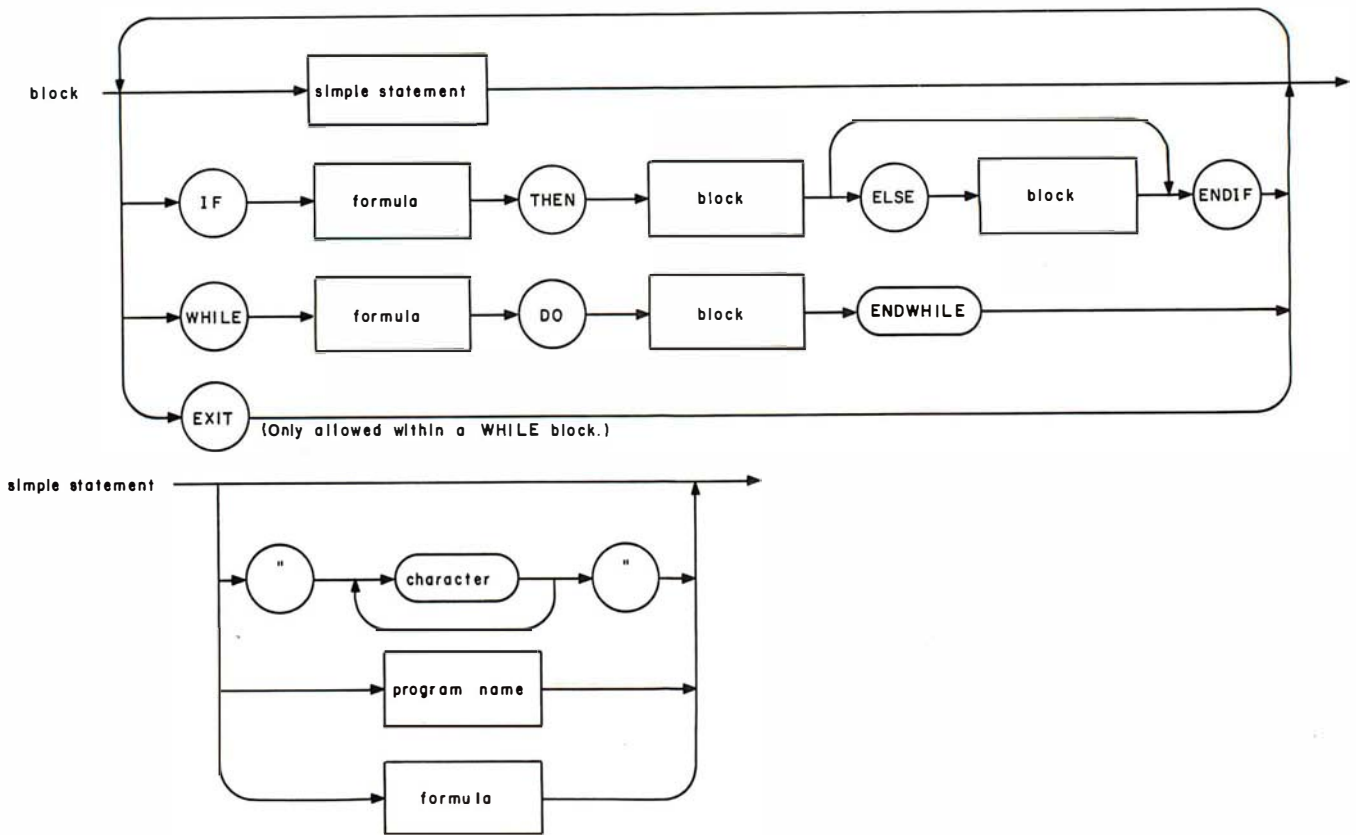 block simple statement
IF formula THEN block ELSE block ENDIF
WHILE formula DO block ENDWHILE
EXIT (Only allowed within a WHILE block.)
simple statement
" character "
program name
formula